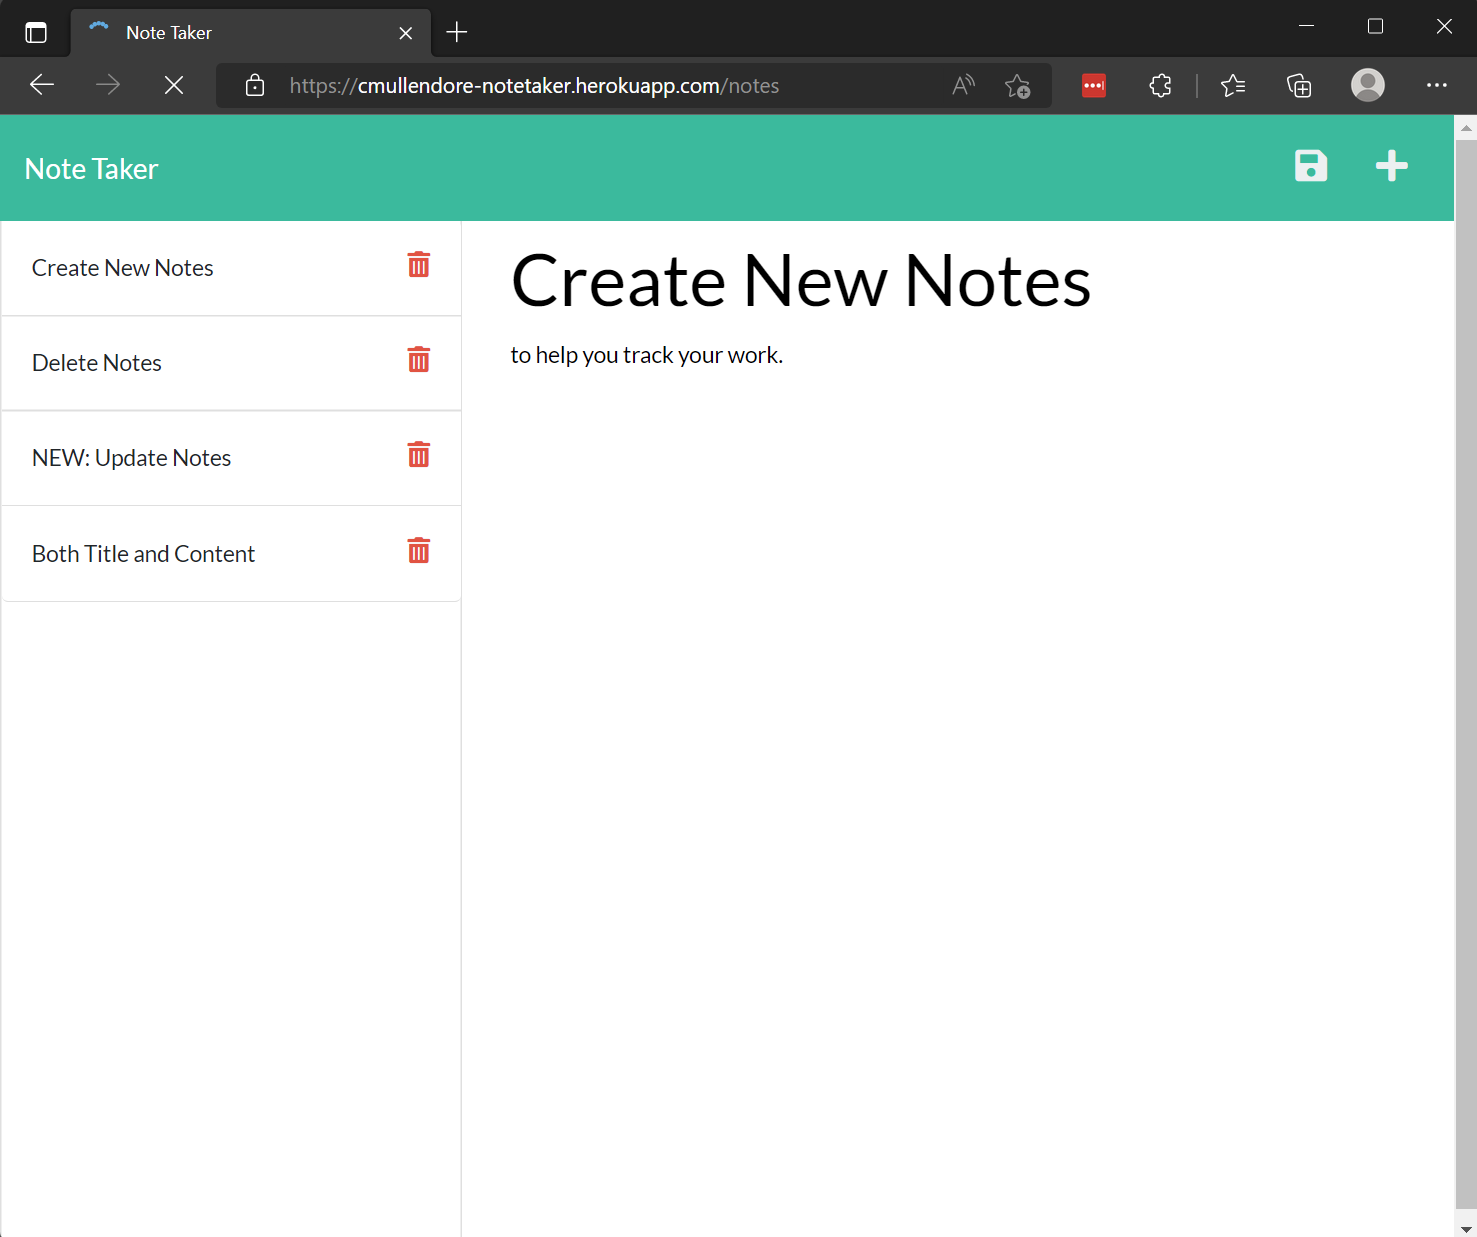 Note Taker
https://cmullendore-notetaker.herokuapp.com/notes
Note Taker
Create New Notes
Delete Notes
NEW: Update Notes
Both Title and Content
Create New Notes
to help you track your work.